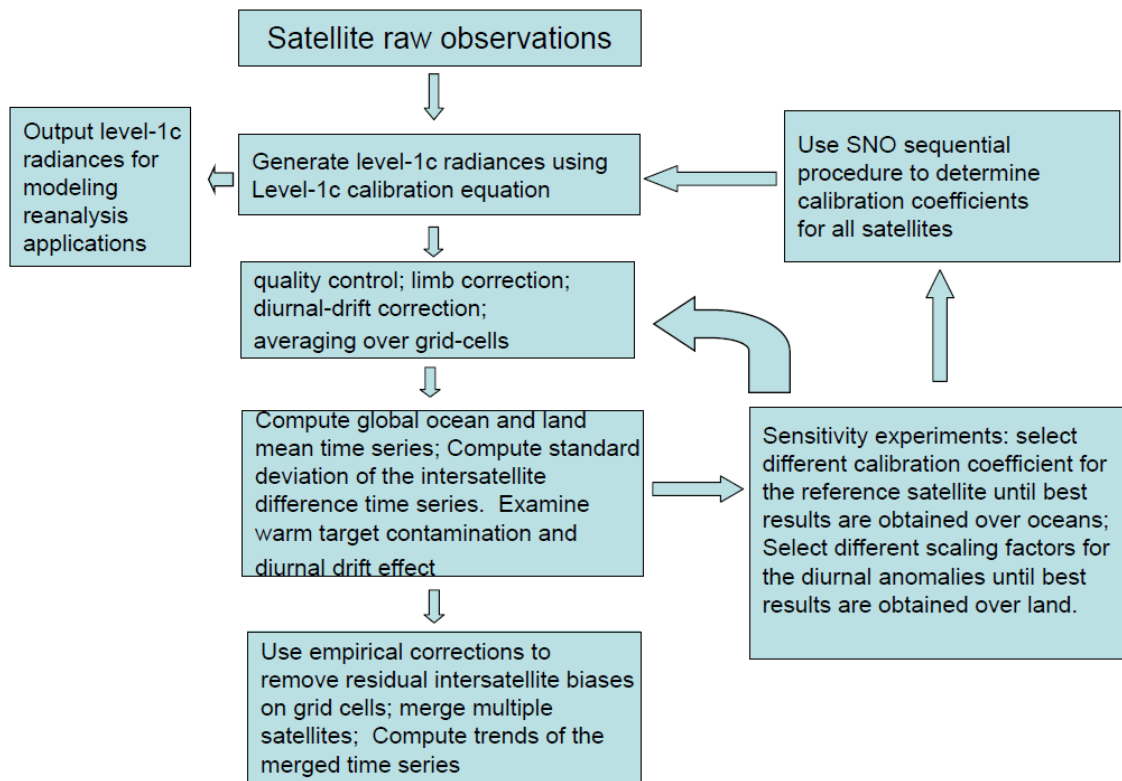 Satellite raw observations
Output level-1c
radiances for
modeling
reanalysis
applications
Generate level-1c radiances using
Level-1c calibration equation
Use SNO sequential
procedure to determine
calibration coefficients
for all satellites
quality control; limb correction;
diurnal-drift correction;
averaging over grid-cells
Compute global ocean and land
mean time series; Compute standard
deviation of the intersatellite
difference time series. Examine
warm target contamination and
diurnal drift effect
Sensitivity experiments: select
different calibration coefficient for
the reference satellite until best
results are obtained over oceans;
Select different scaling factors for
the diurnal anomalies until best
results are obtained over land.
Use empirical corrections to
remove residual intersatellite biases
on grid cells; merge multiple
satellites; Compute trends of the
merged time series